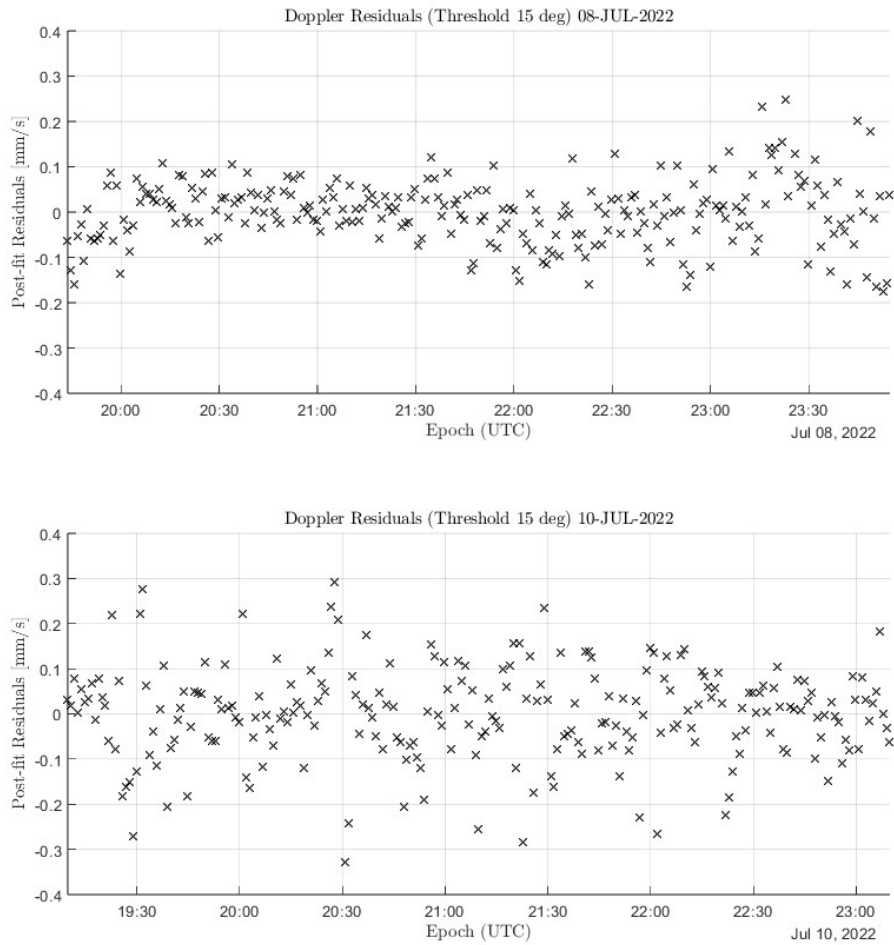 Doppler Residuals (Threshold 15 deg) 08-JUL-2022
0.4
0.3
0.2
0.1
0
-0.1
-0.2
-0.3
-0.4
Post-fit Residuals [mm/s]
20:00 20:30 21:00 21:30 22:00 22:30 23:00 23:30
Epoch (UTC)
Jul 08, 2022
Doppler Residuals (Threshold 15 deg) 10-JUL-2022
0.4
0.3
0.2
0.1
0
-0.1
-0.2
-0.3
-0.4
Post-fit Residuals [mm/s]
19:30 20:00 20:30 21:00 21:30 22:00 22:30 23:00
Epoch (UTC)
Jul 10, 2022